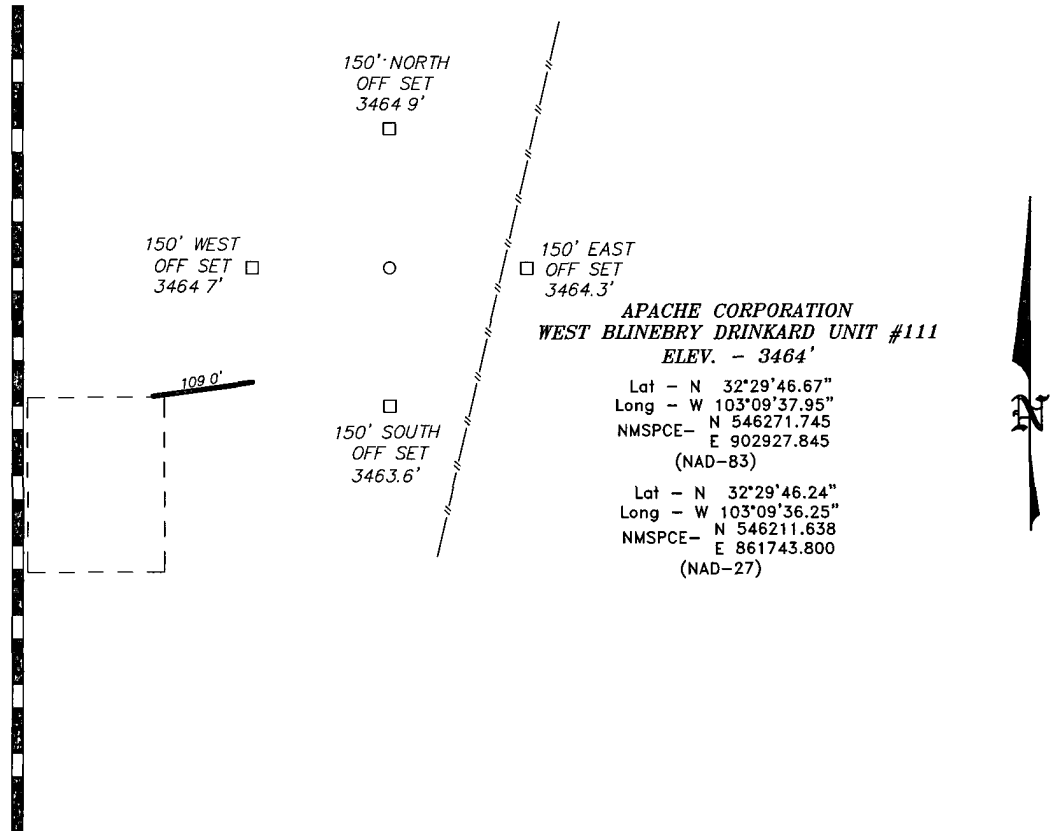 150' NORTH
OFF SET
3464 9'
150' WEST
OFF SET
3464 7'
150' EAST
OFF SET
3464.3'
APACHE CORPORATION
WEST BLINEBRY DRINKARD UNIT #111
ELEV. - 3464'
Lat - N 32°29'46.67"
Long - W 103°09'37.95"
NMSPCE- N 546271.745
E 902927.845
(NAD-83)
Lat - N 32°29'46.24"
Long - W 103°09'36.25"
NMSPCE- N 546211.638
E 861743.800
(NAD-27)
109 0'
150' SOUTH
OFF SET
3463.6'
N